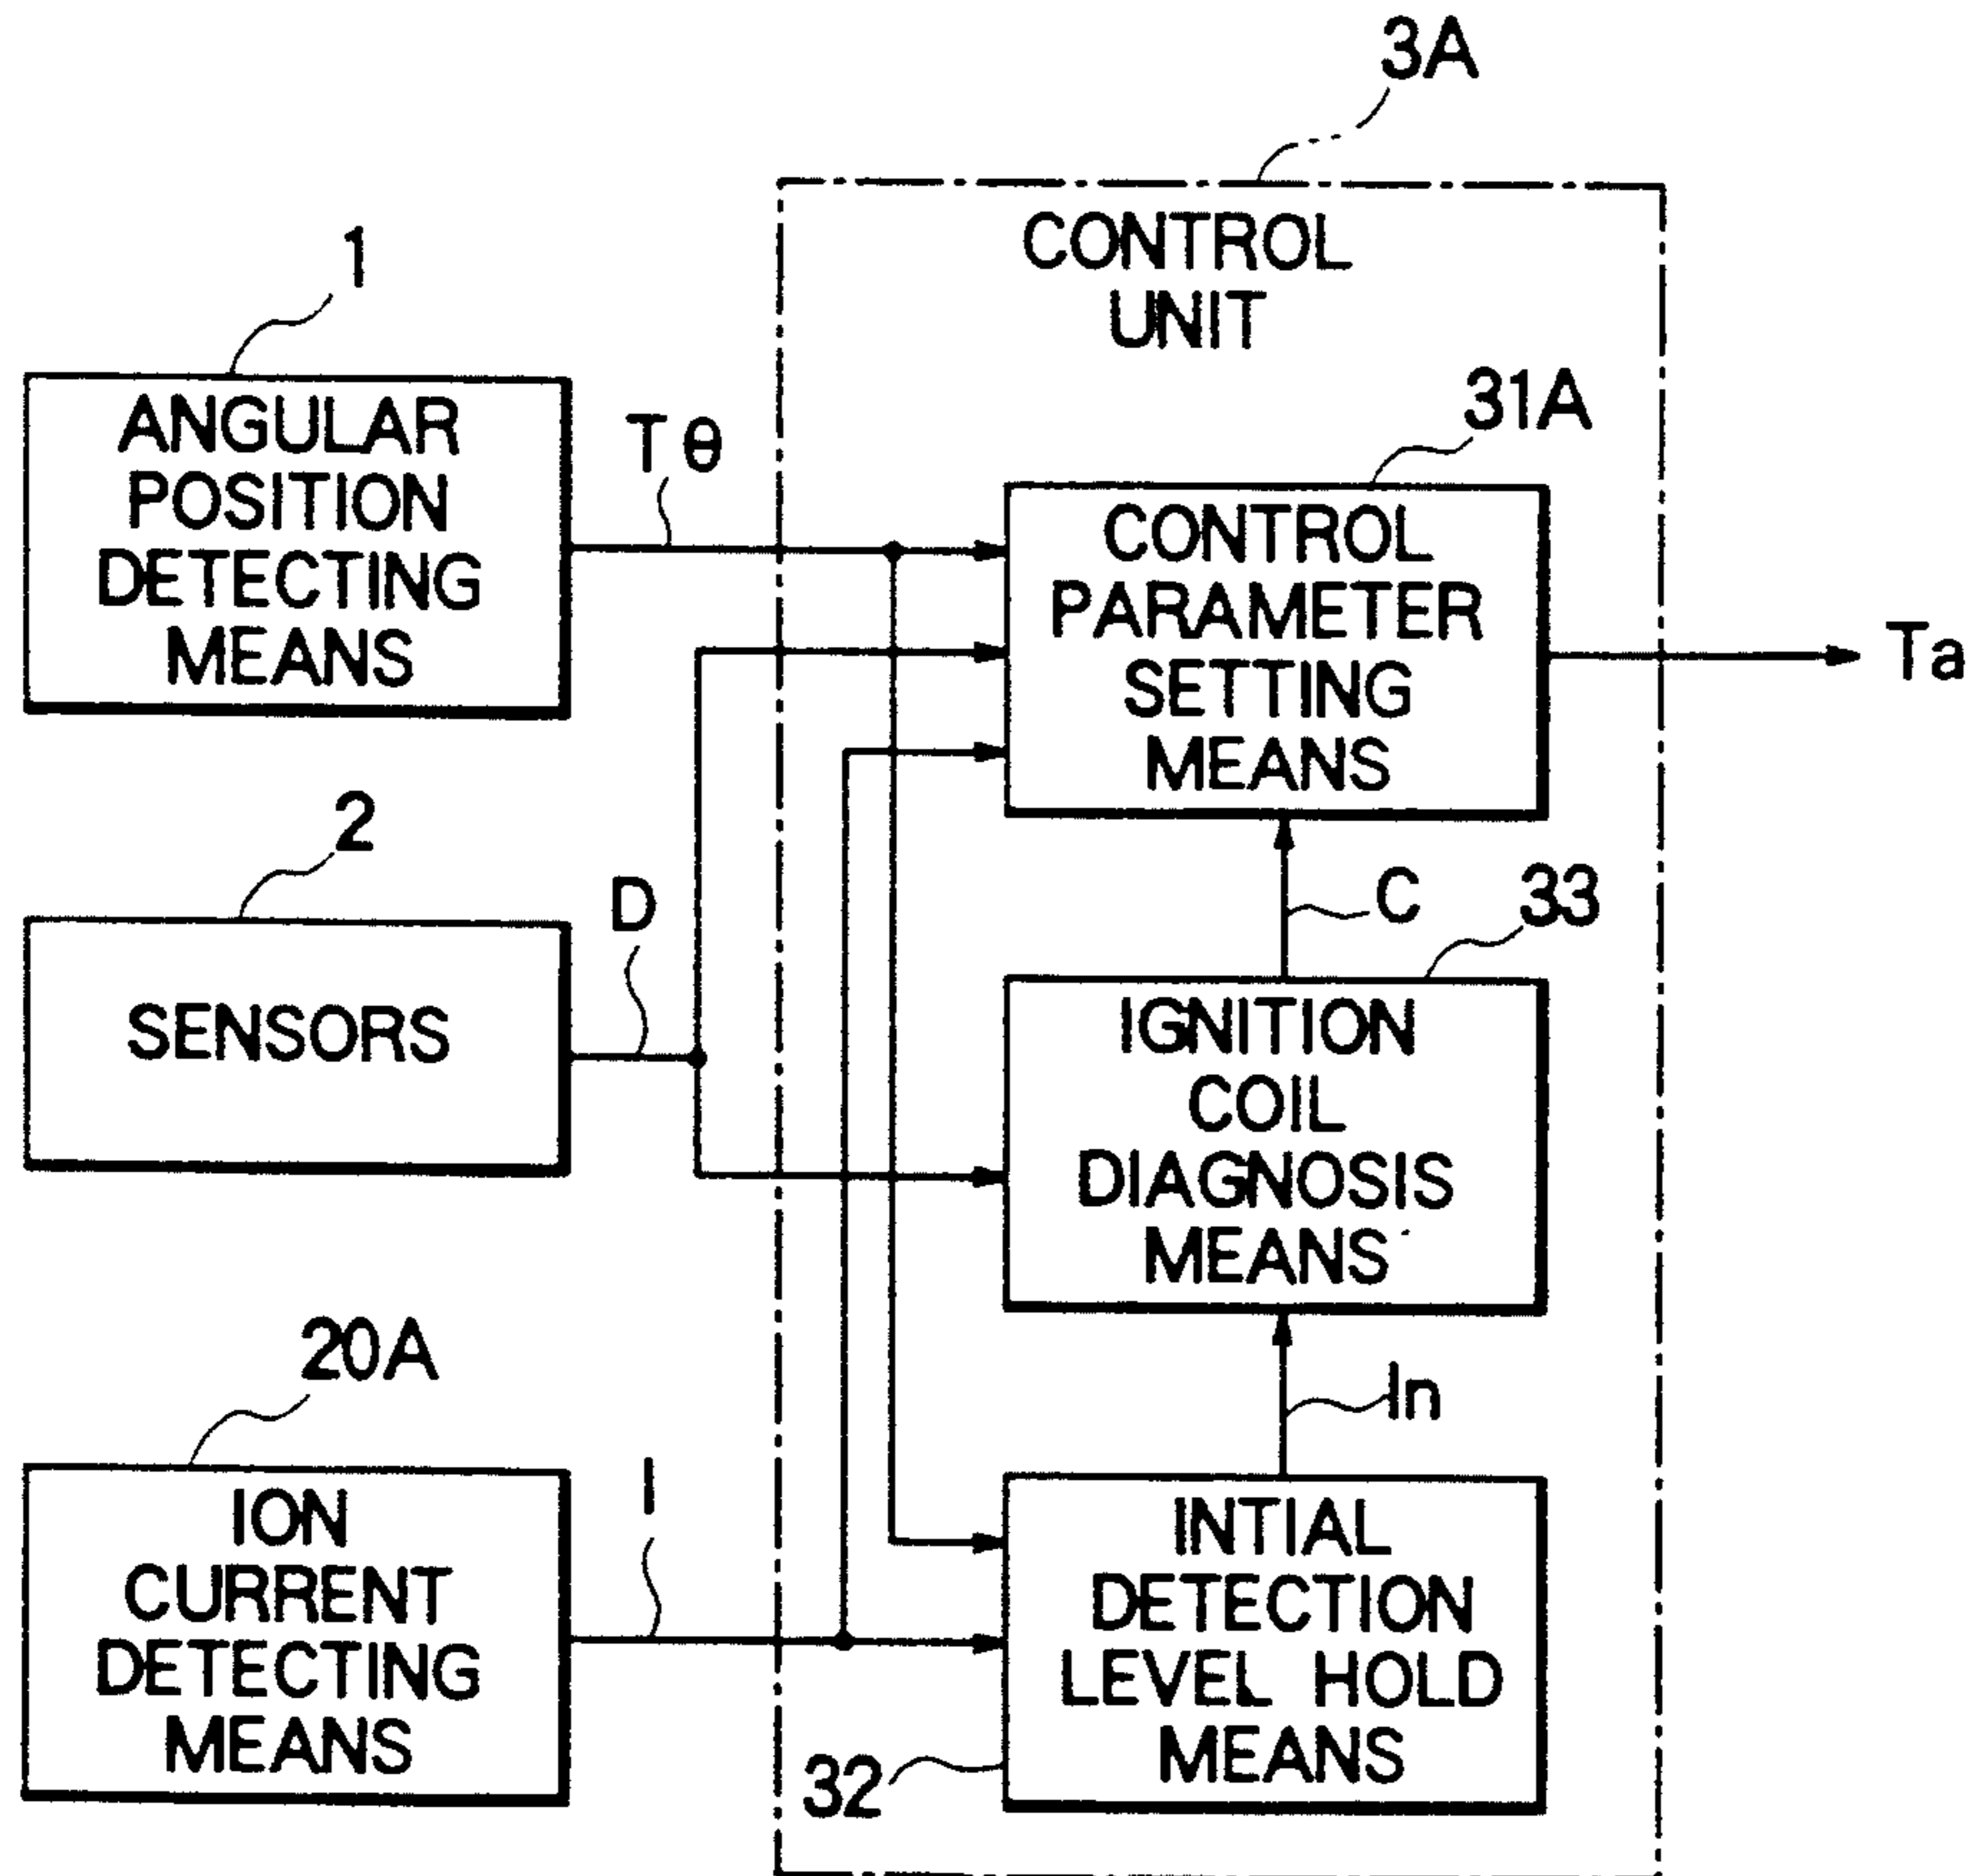 3A
CONTROL
UNIT
1
ANGULAR
POSITION
DETECTING
MEANS
Tθ
31A
CONTROL
PARAMETER
SETTING
MEANS
Ta
2
SENSORS
D
C
33
IGNITION
COIL
DIAGNOSIS
MEANS
20A
ION
CURRENT
DETECTING
MEANS
I
In
INTIAL
DETECTION
LEVEL HOLD
MEANS
32